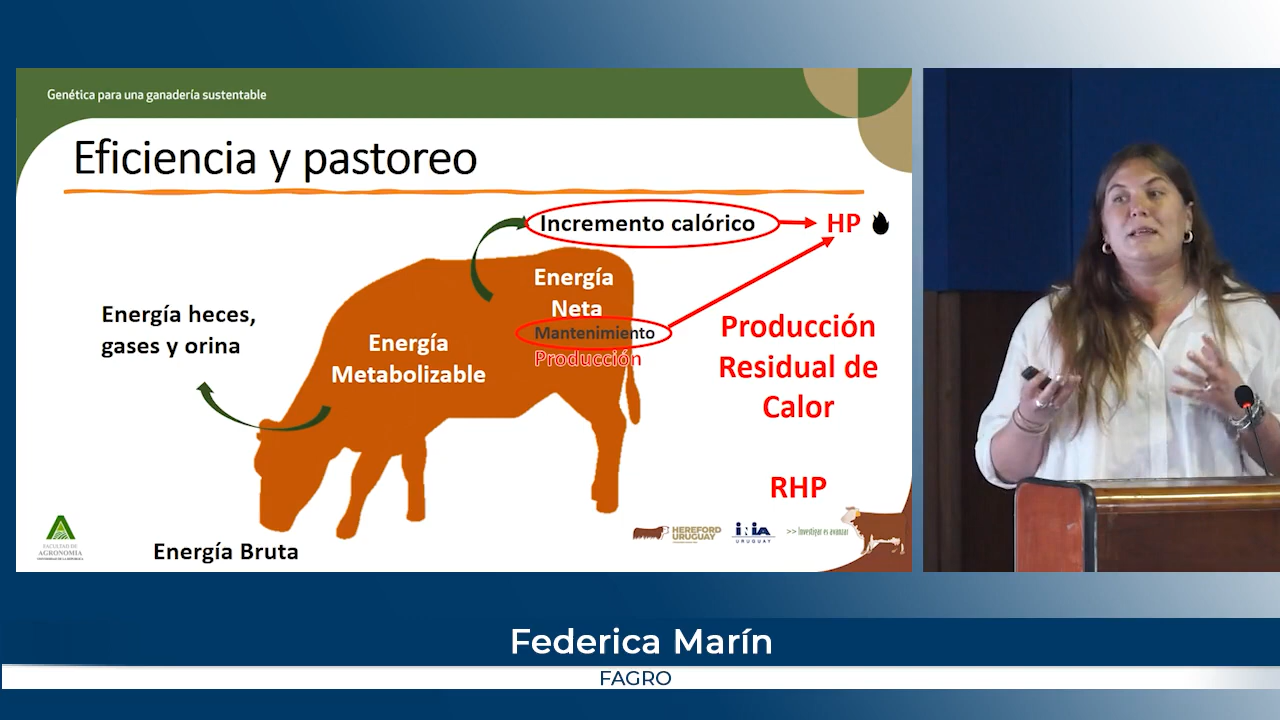 Genética para una ganadería sustentable
Eficiencia y pastoreo
Incremento calórico
HP
Energía
Neta
Mantenimiento
Producción
Energía heces,
gases y orina
Energía
Metabolizable
Producción
Residual de
Calor
RHP
Energía Bruta
FACULTAD DE
AGRONOMIA
UNIVERSIDAD DE LA REPÚBLICA
HEREFORD
URUGUAY
INIA
URUGUAY
>> Investigar es avanzar
Federica Marín
FAGRO